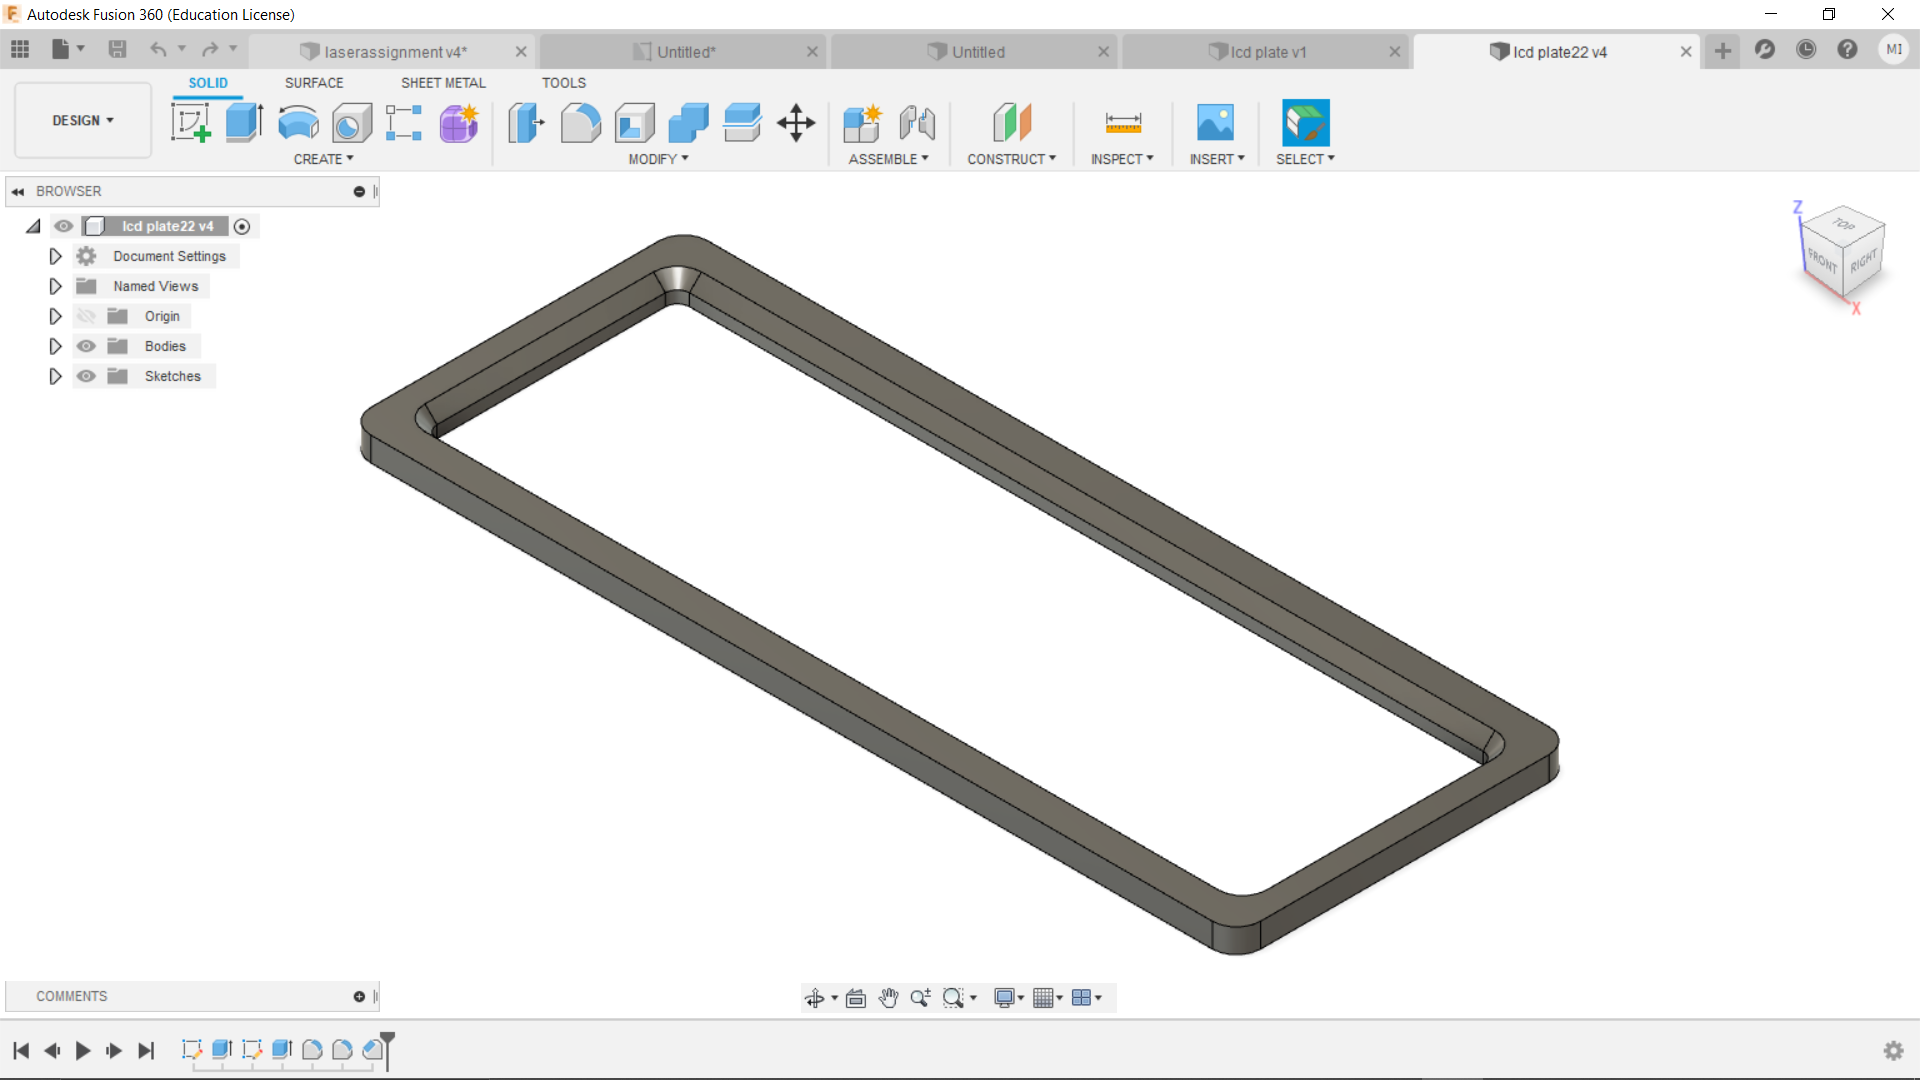 Autodesk Fusion 360 (Education License)
laserassignment v4*
Untitled*
Untitled
lcd plate v1
lcd plate22 v4
MI
DESIGN
SOLID
SURFACE
SHEET METAL
TOOLS
CREATE
MODIFY
ASSEMBLE
CONSTRUCT
INSPECT
INSERT
SELECT
BROWSER
lcd plate22 v4
Document Settings
Named Views
Origin
Bodies
Sketches
Z
TOP
FRONT
RIGHT
X
COMMENTS